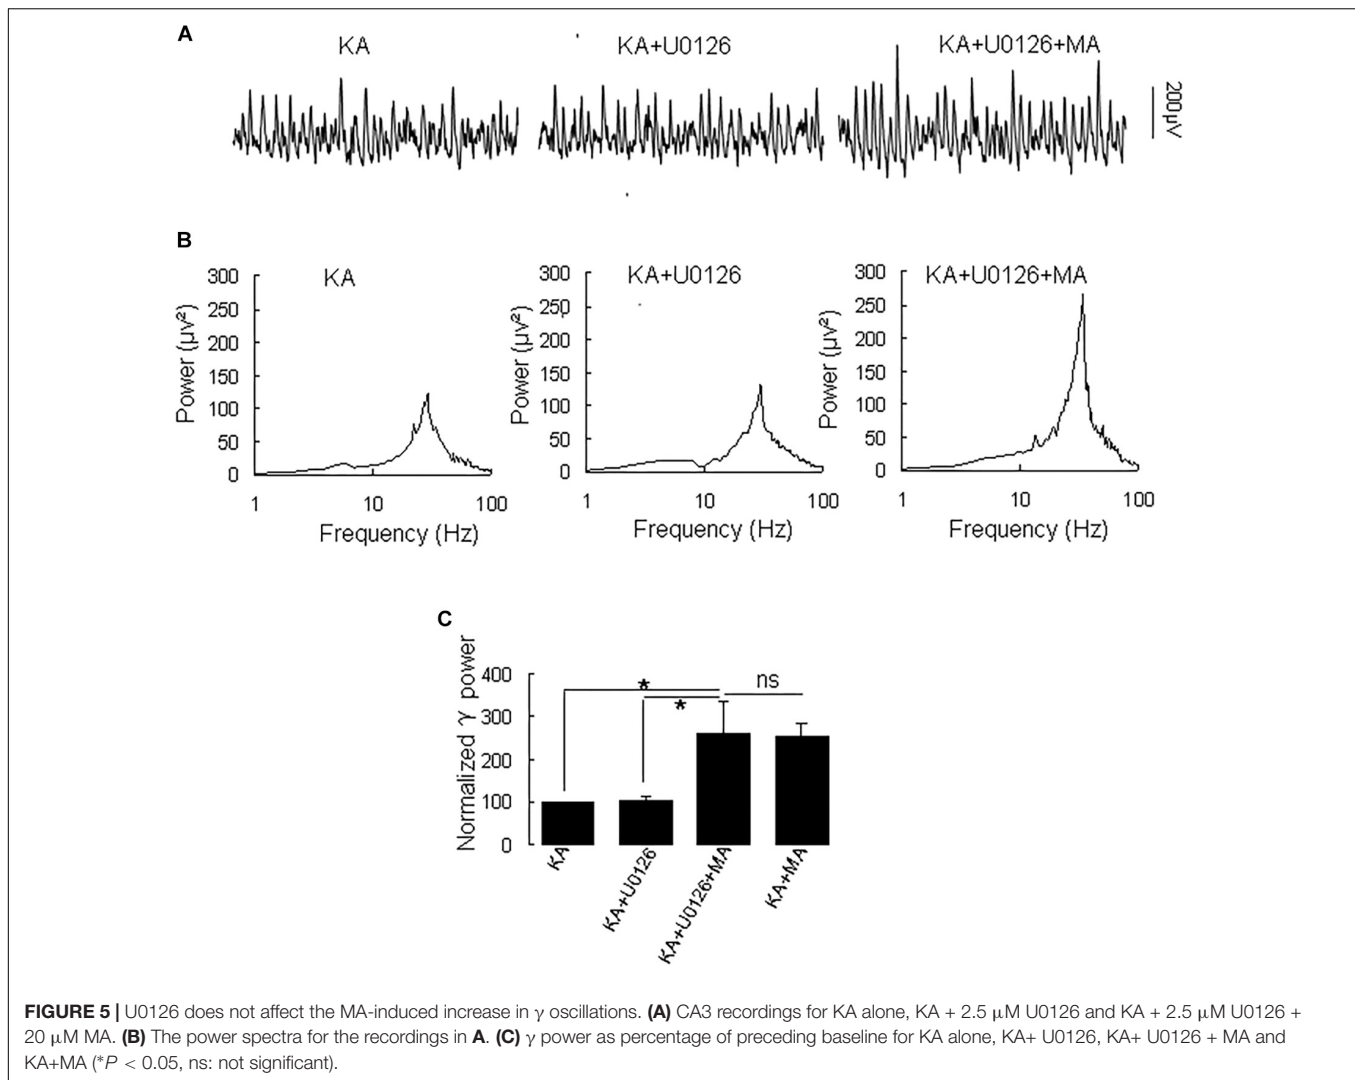 A
KA
KA+U0126
KA+U0126+MA
200μV
B
KA
Power (μv²)
300
250
200
150
100
50
0
1
10
100
Frequency (Hz)
KA+U0126
Power (μv²)
300
250
200
150
100
50
0
1
10
100
Frequency (Hz)
KA+U0126+MA
Power (μv²)
300
250
200
150
100
50
0
1
10
100
Frequency (Hz)
C
Normalized γ power
400
300
200
100
0
*
*
ns
KA
KA+U0126
KA+U0126+MA
KA+MA
FIGURE 5 | U0126 does not affect the MA-induced increase in γ oscillations. (A) CA3 recordings for KA alone, KA + 2.5 μM U0126 and KA + 2.5 μM U0126 +
20 μM MA. (B) The power spectra for the recordings in A. (C) γ power as percentage of preceding baseline for KA alone, KA+ U0126, KA+ U0126 + MA and
KA+MA (*P < 0.05, ns: not significant).